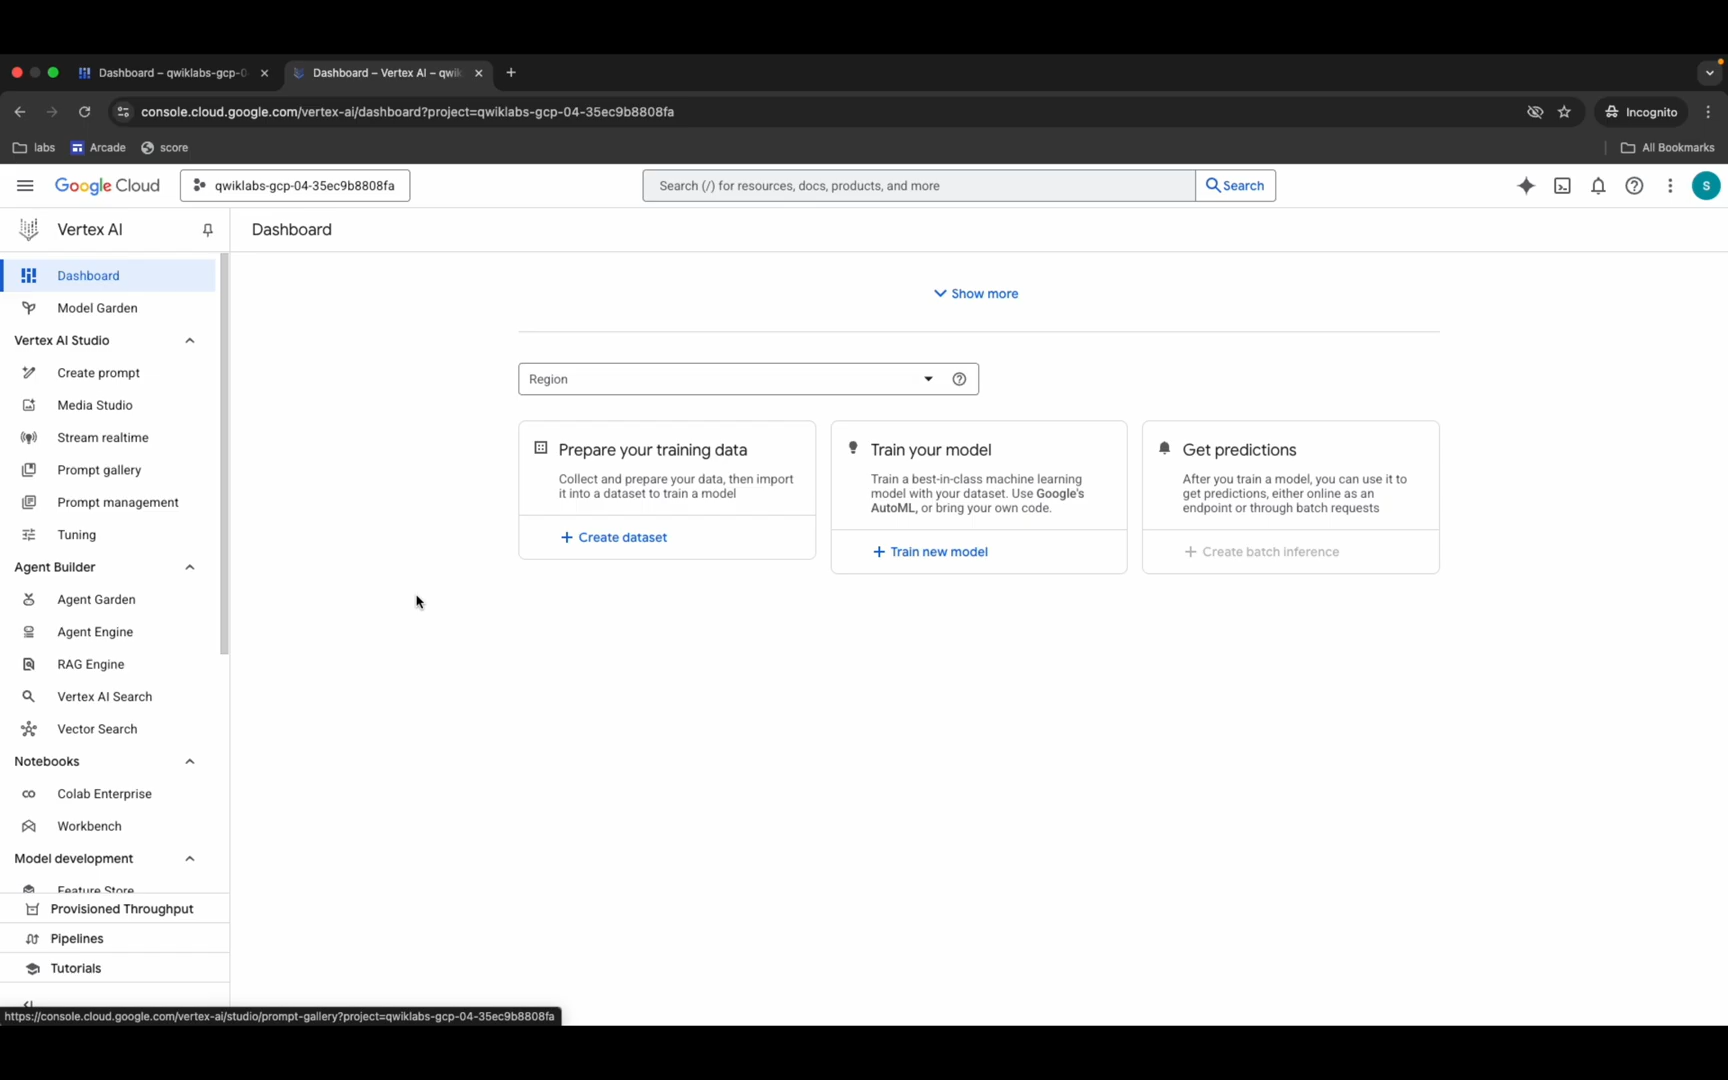 Dashboard – qwiklabs-gcp-0
Dashboard – Vertex AI – qwik
console.cloud.google.com/vertex-ai/dashboard?project=qwiklabs-gcp-04-35ec9b8808fa
Incognito
labs
Arcade
score
All Bookmarks
Google Cloud
qwiklabs-gcp-04-35ec9b8808fa
Search (/) for resources, docs, products, and more
Search
S
Vertex AI
Dashboard
Dashboard
Model Garden
Vertex AI Studio
Create prompt
Media Studio
Stream realtime
Prompt gallery
Prompt management
Tuning
Agent Builder
Agent Garden
Agent Engine
RAG Engine
Vertex AI Search
Vector Search
Notebooks
Colab Enterprise
Workbench
Model development
Feature Store
Provisioned Throughput
Pipelines
Tutorials
Show more
Region
Prepare your training data
Collect and prepare your data, then import
it into a dataset to train a model
+ Create dataset
Train your model
Train a best-in-class machine learning
model with your dataset. Use Google's
AutoML, or bring your own code.
+ Train new model
Get predictions
After you train a model, you can use it to
get predictions, either online as an
endpoint or through batch requests
+ Create batch inference
https://console.cloud.google.com/vertex-ai/studio/prompt-gallery?project=qwiklabs-gcp-04-35ec9b8808fa